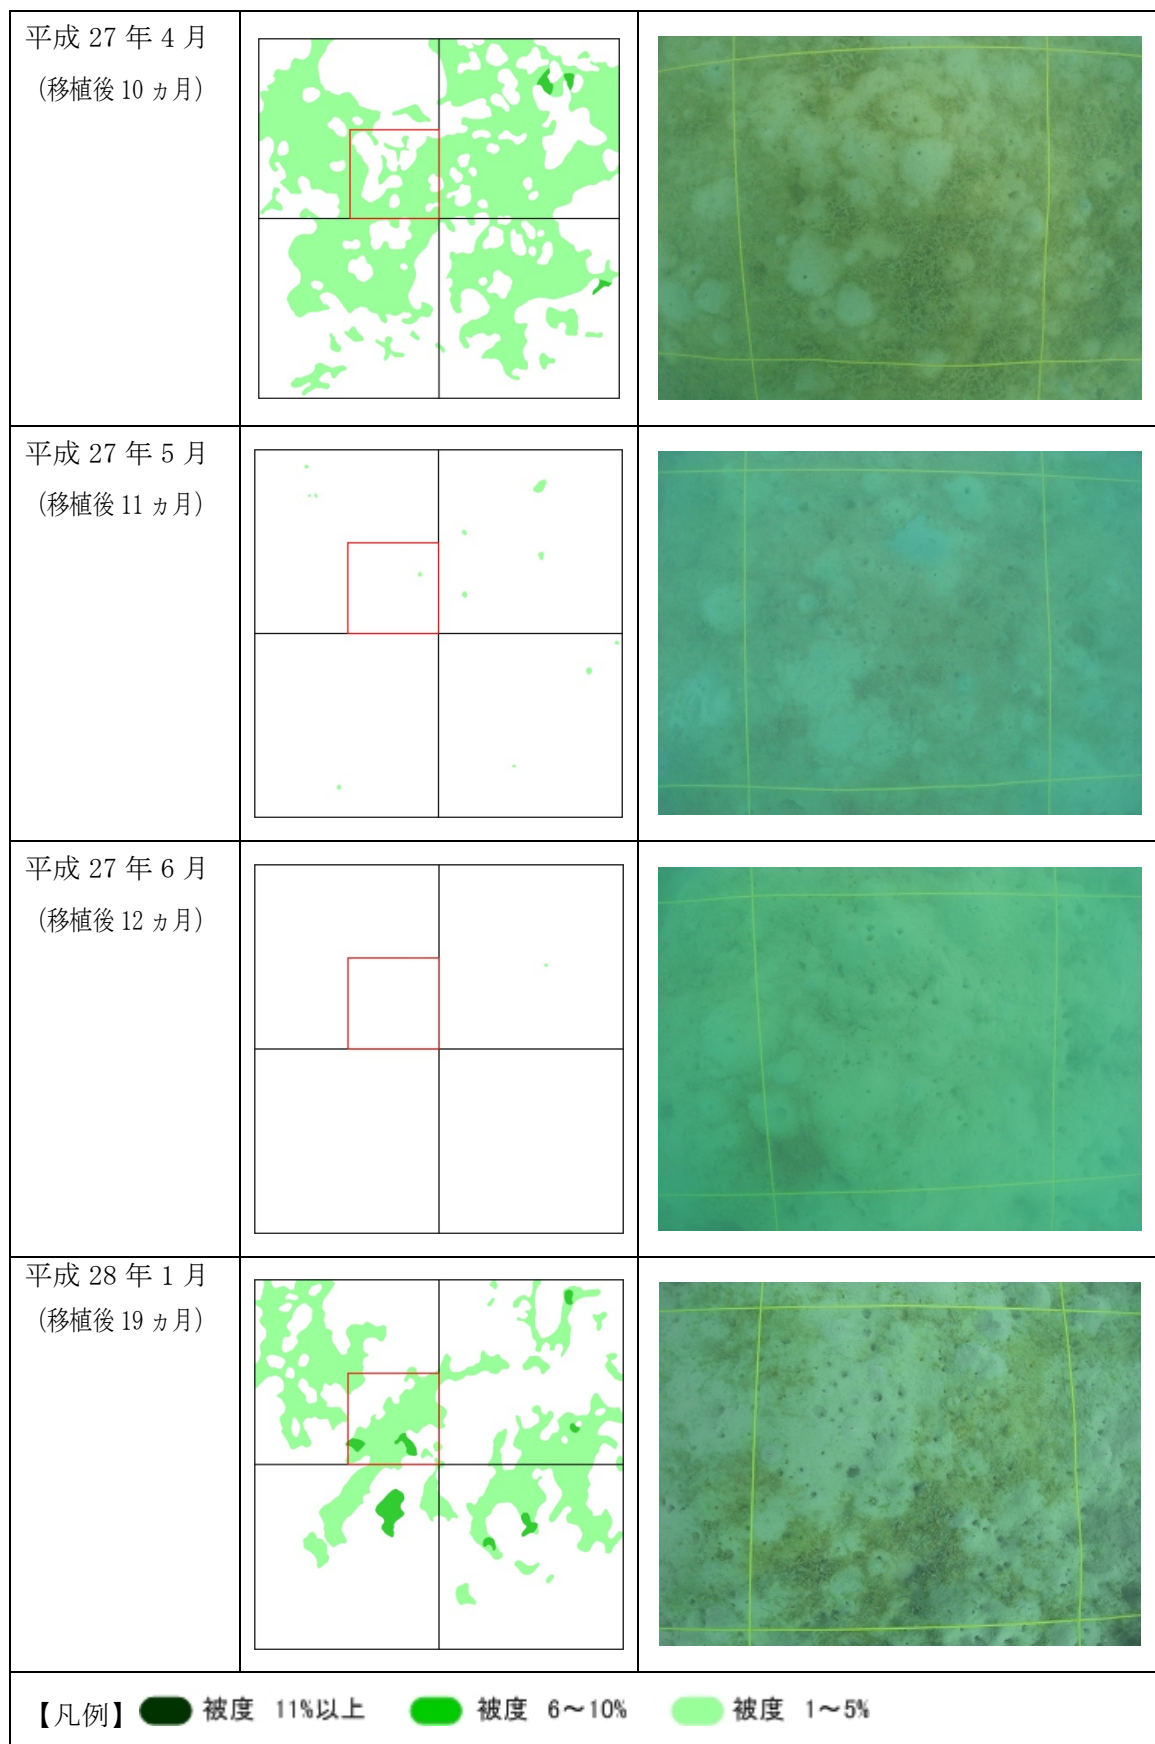 平成 27 年 4 月
（移植後 10 ヵ月）
平成 27 年 5 月
（移植後 11 ヵ月）
平成 27 年 6 月
（移植後 12 ヵ月）
平成 28 年 1 月
（移植後 19 ヵ月）
【凡例】 被度 11%以上 被度 6～10% 被度 1～5%